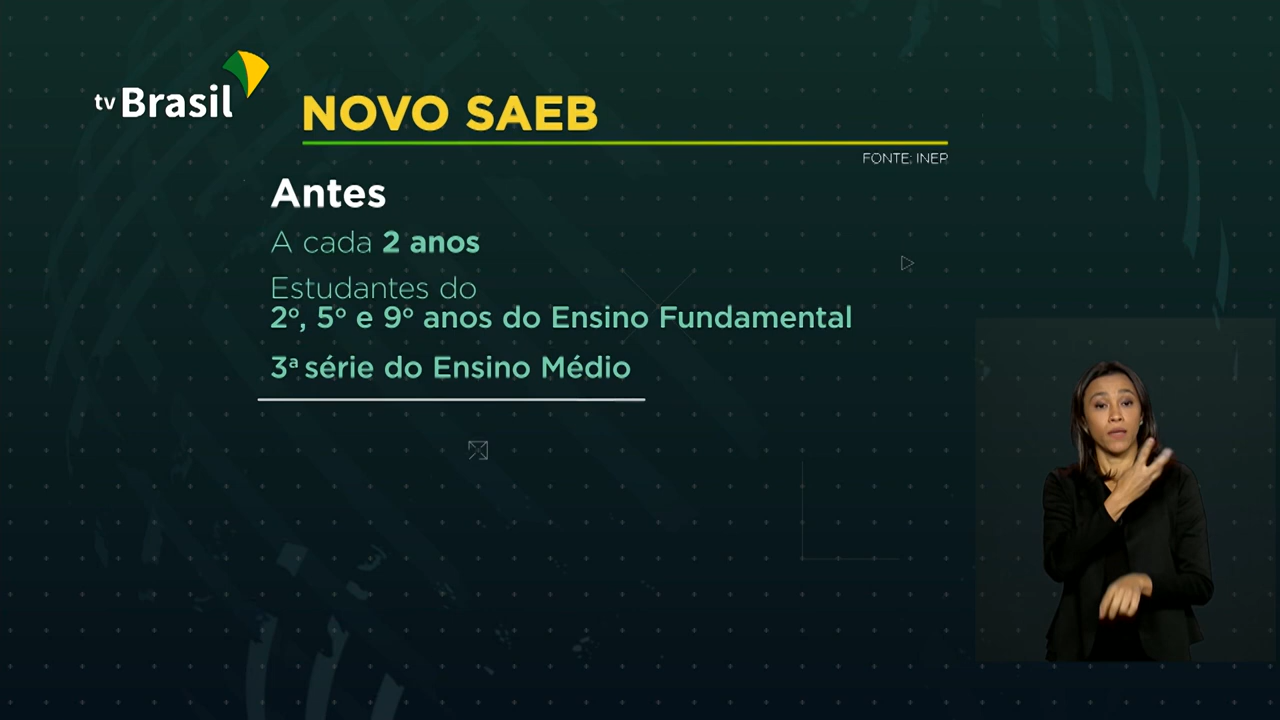 tv Brasil
NOVO SAEB
FONTE: INEP
Antes
A cada 2 anos
Estudantes do
2º, 5º e 9º anos do Ensino Fundamental
3ª série do Ensino Médio